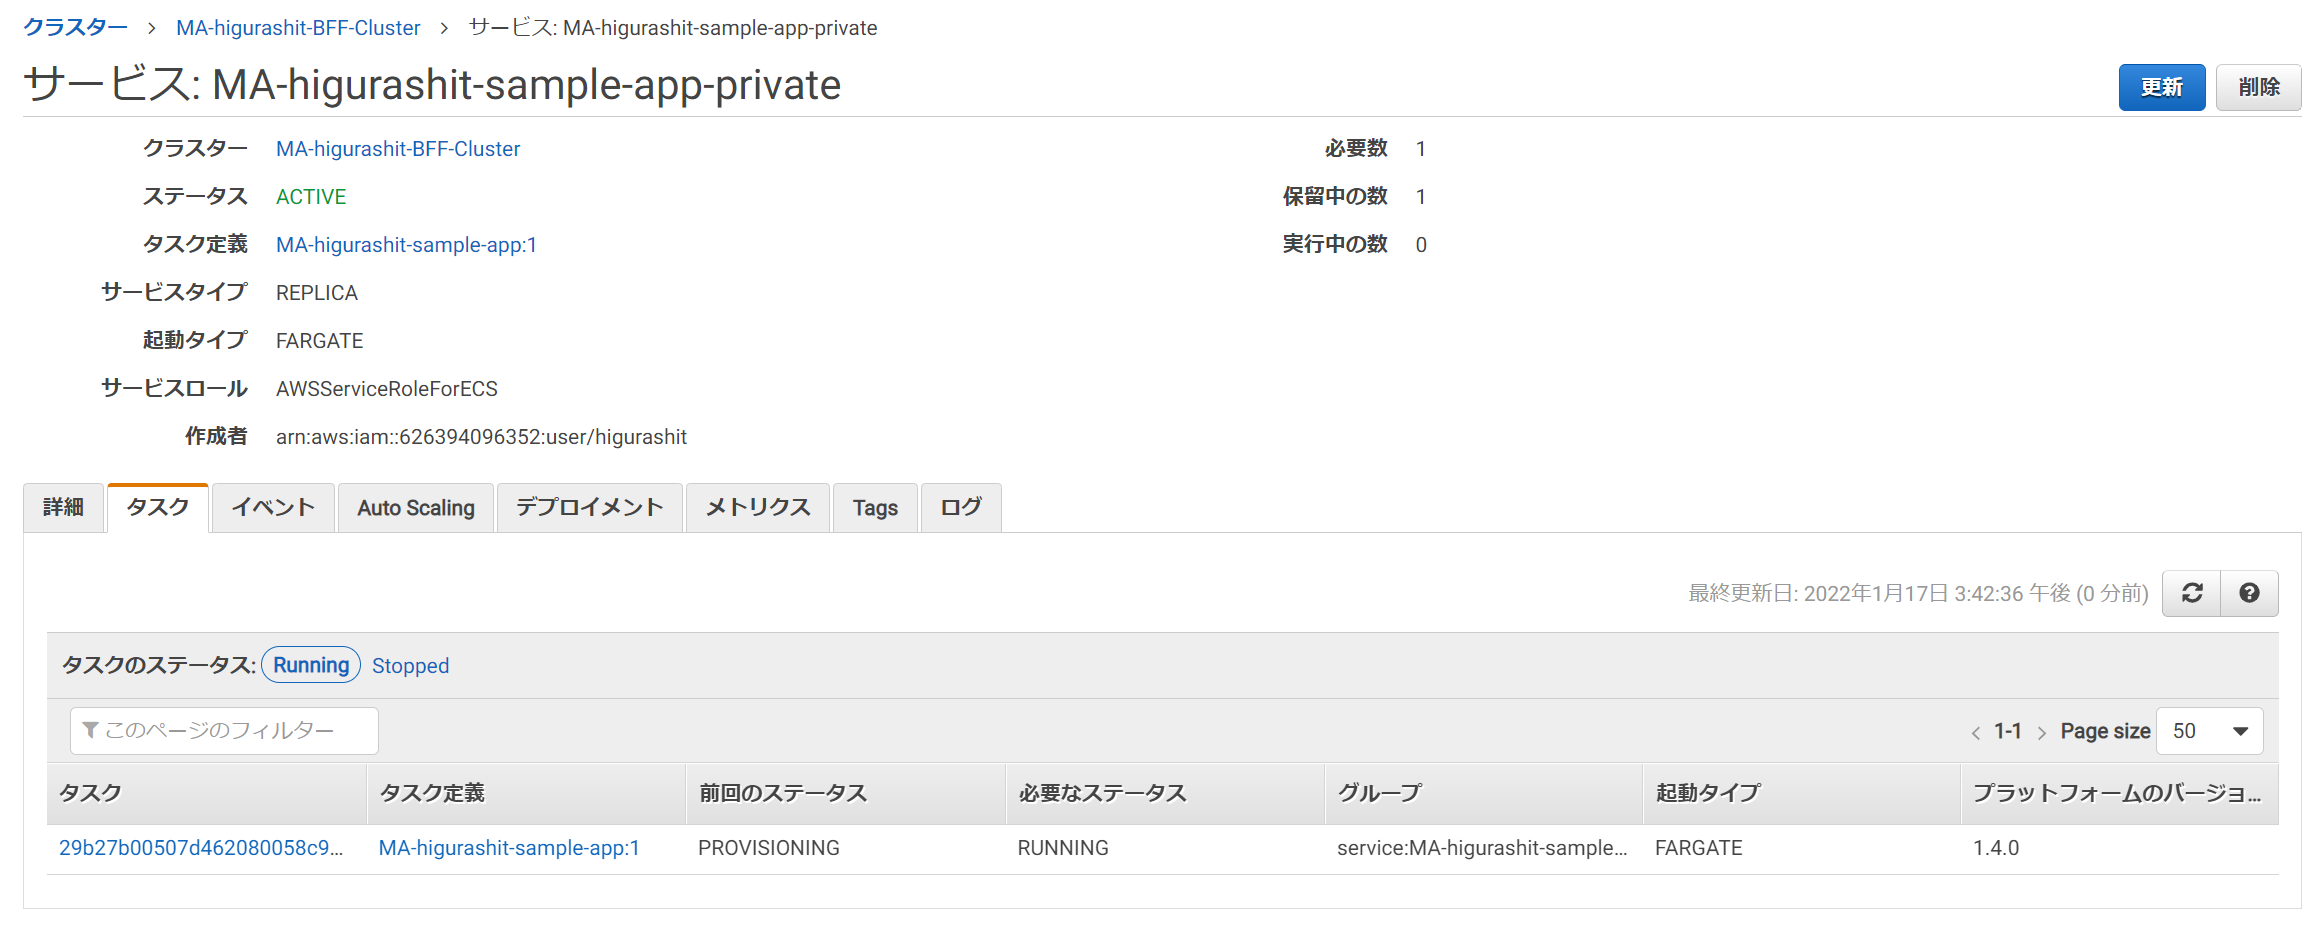 クラスター > MA-higurashit-BFF-Cluster > サービス: MA-higurashit-sample-app-private
サービス: MA-higurashit-sample-app-private
更新 削除
クラスター MA-higurashit-BFF-Cluster 必要数 1
ステータス ACTIVE 保留中の数 1
タスク定義 MA-higurashit-sample-app:1 実行中の数 0
サービスタイプ REPLICA
起動タイプ FARGATE
サービスロール AWSServiceRoleForECS
作成者 arn:aws:iam::626394096352:user/higurashit
詳細 タスク イベント Auto Scaling デプロイメント メトリクス Tags ログ
最終更新日: 2022年1月17日 3:42:36 午後 (0 分前)
タスクのステータス: Running Stopped
このページのフィルター < 1-1 > Page size 50
タスク タスク定義 前回のステータス 必要なステータス グループ 起動タイプ プラットフォームのバージョ...
29b27b00507d462080058c9... MA-higurashit-sample-app:1 PROVISIONING RUNNING service:MA-higurashit-sample... FARGATE 1.4.0